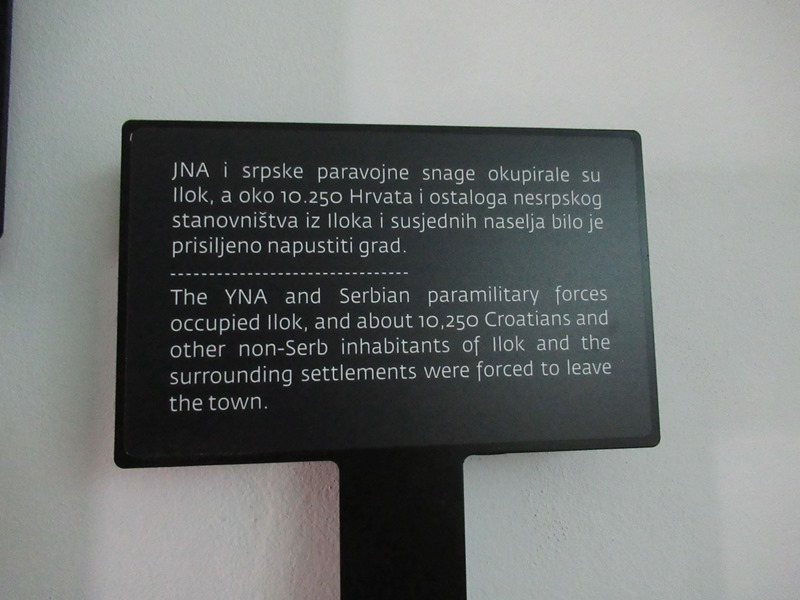 JNA i srpske paravojne snage okupirale su
Ilok, a oko 10.250 Hrvata i ostaloga nesrpskog
stanovništva iz Iloka i susjednih naselja bilo je
prisiljeno napustiti grad.
--------------------------------
The YNA and Serbian paramilitary forces
occupied Ilok, and about 10,250 Croatians and
other non-Serb inhabitants of Ilok and the
surrounding settlements were forced to leave
the town.